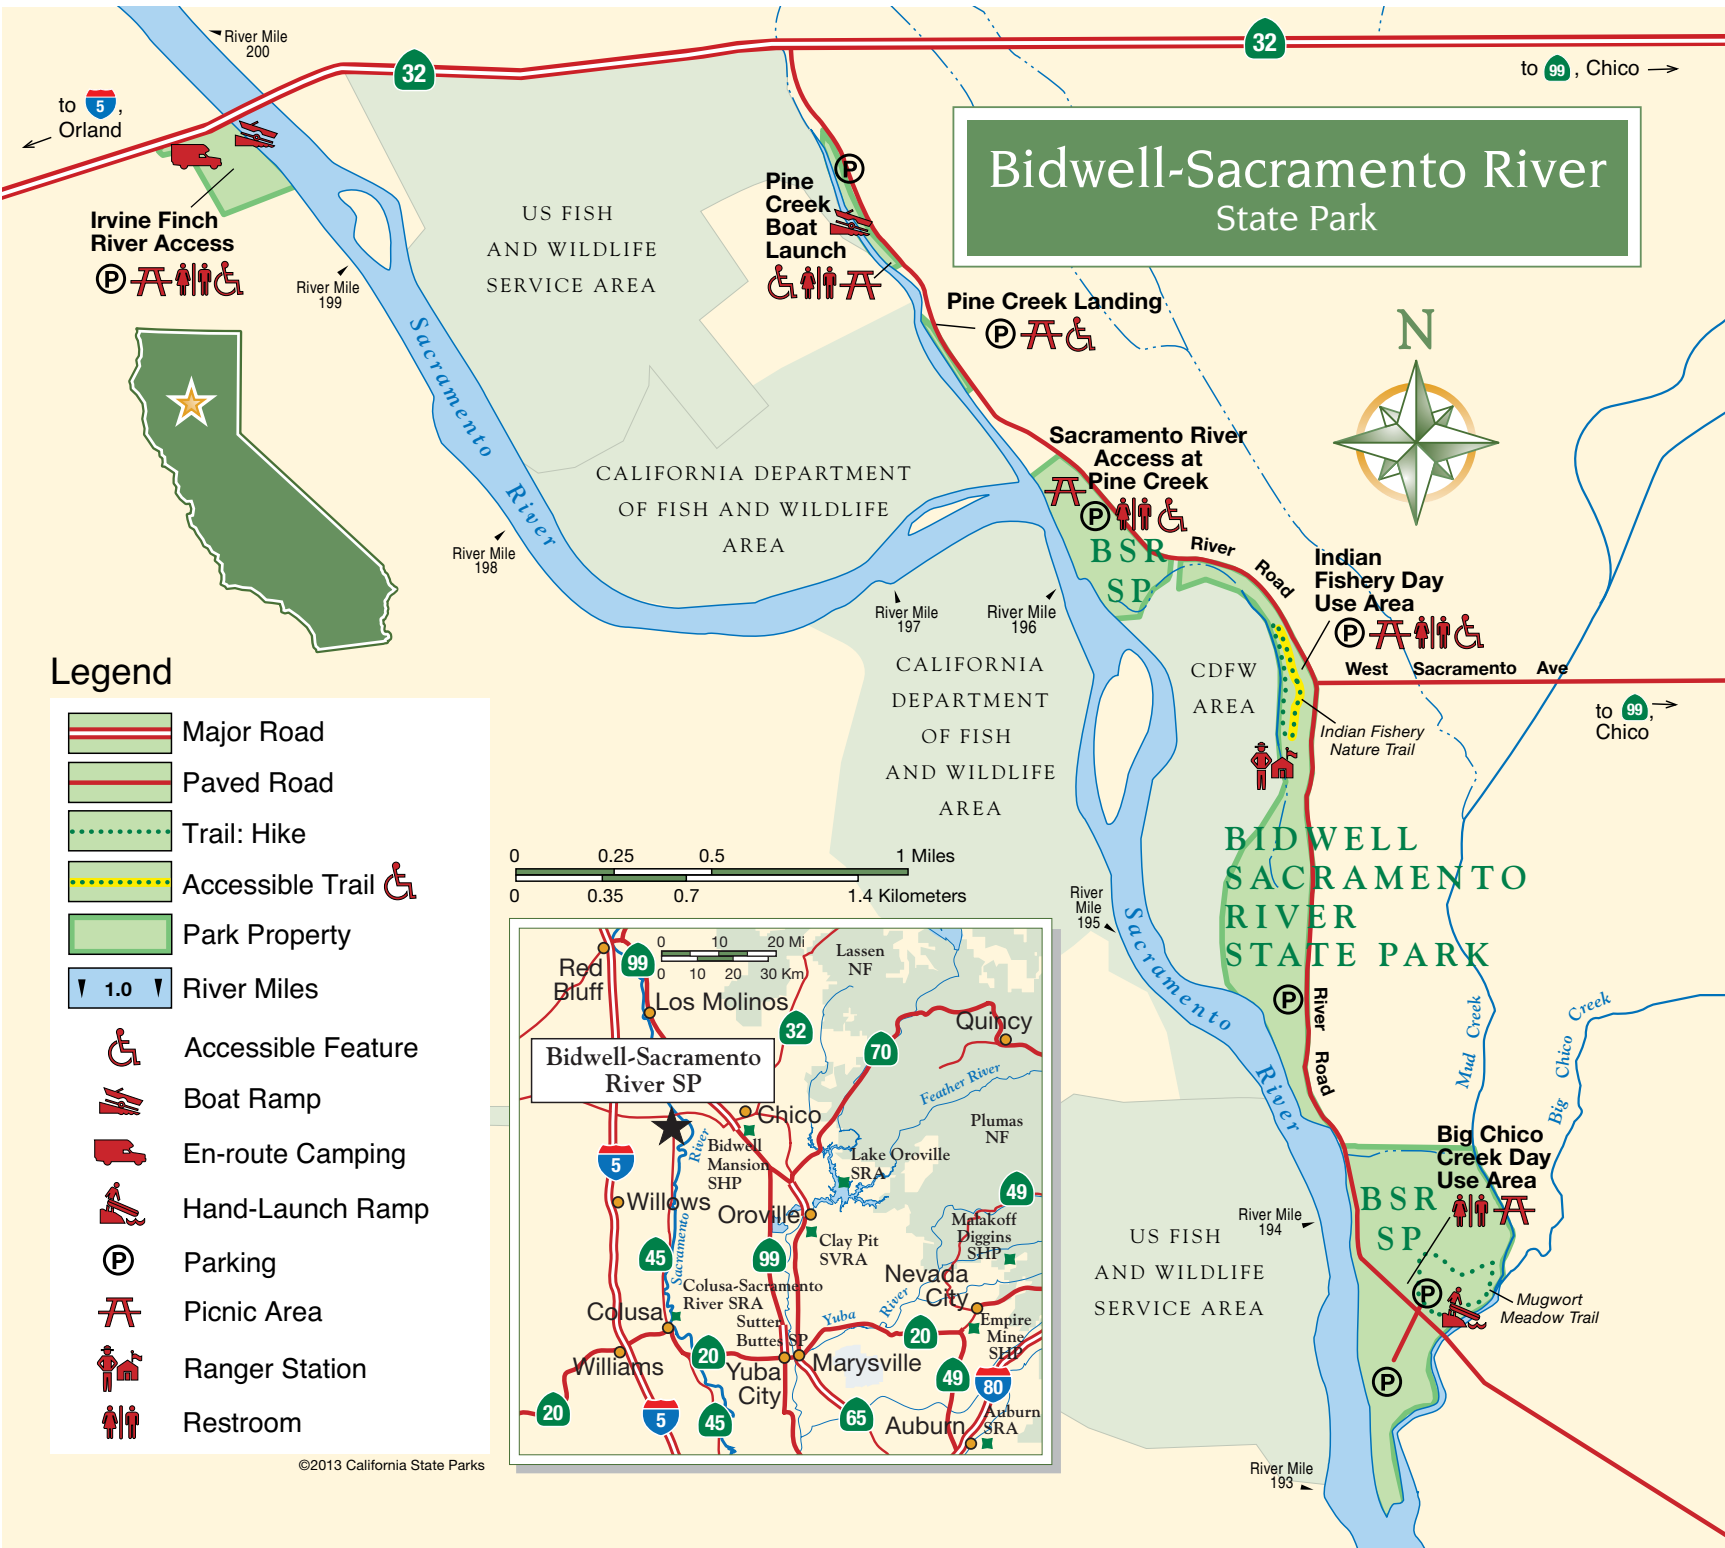 River Mile
200
32
32
to 99, Chico
to 5,
Orland
Bidwell-Sacramento River
State Park
Irvine Finch
River Access
P
River Mile
199
US FISH
AND WILDLIFE
SERVICE AREA
P
Pine
Creek
Boat
Launch
Pine Creek Landing
P
N
Sacramento River
Sacramento River
Access at
Pine Creek
P
CALIFORNIA DEPARTMENT
OF FISH AND WILDLIFE
AREA
River Mile
198
BSR
SP
River Road
Indian
Fishery Day
Use Area
P
River Mile
197
River Mile
196
CALIFORNIA
DEPARTMENT
OF FISH
AND WILDLIFE
AREA
CDFW
AREA
West Sacramento Ave
to 99,
Chico
Indian Fishery
Nature Trail
BIDWELL
SACRAMENTO
RIVER
STATE PARK
P
River Road
River
Mile
195
Sacramento River
Mud Creek
Big Chico Creek
Big Chico
Creek Day
Use Area
BSR
SP
P
Mugwort
Meadow Trail
P
River Mile
194
US FISH
AND WILDLIFE
SERVICE AREA
River Mile
193
Legend
Major Road
Paved Road
Trail: Hike
Accessible Trail
Park Property
1.0
River Miles
Accessible Feature
Boat Ramp
En-route Camping
Hand-Launch Ramp
P
Parking
Picnic Area
Ranger Station
Restroom
©2013 California State Parks
0 0.25 0.5 1 Miles
0 0.35 0.7 1.4 Kilometers
Red
Bluff
99
0 10 20 Mi
0 10 20 30 Km
Lassen
NF
Los Molinos
32
70
Quincy
Bidwell-Sacramento
River SP
Feather River
Chico
Plumas
NF
River
Bidwell
Mansion
SHP
5
Lake Oroville
SRA
49
Willows
Oroville
Malakoff
Diggins
SHP
Clay Pit
SVRA
45
Sacramento
99
Nevada
City
Colusa-Sacramento
River SRA
Colusa
Sutter
Buttes SP
Yuba River
20
Empire
Mine
SHP
Williams
20
Yuba
City
Marysville
49
80
20
5
45
65
Auburn
Auburn
SRA